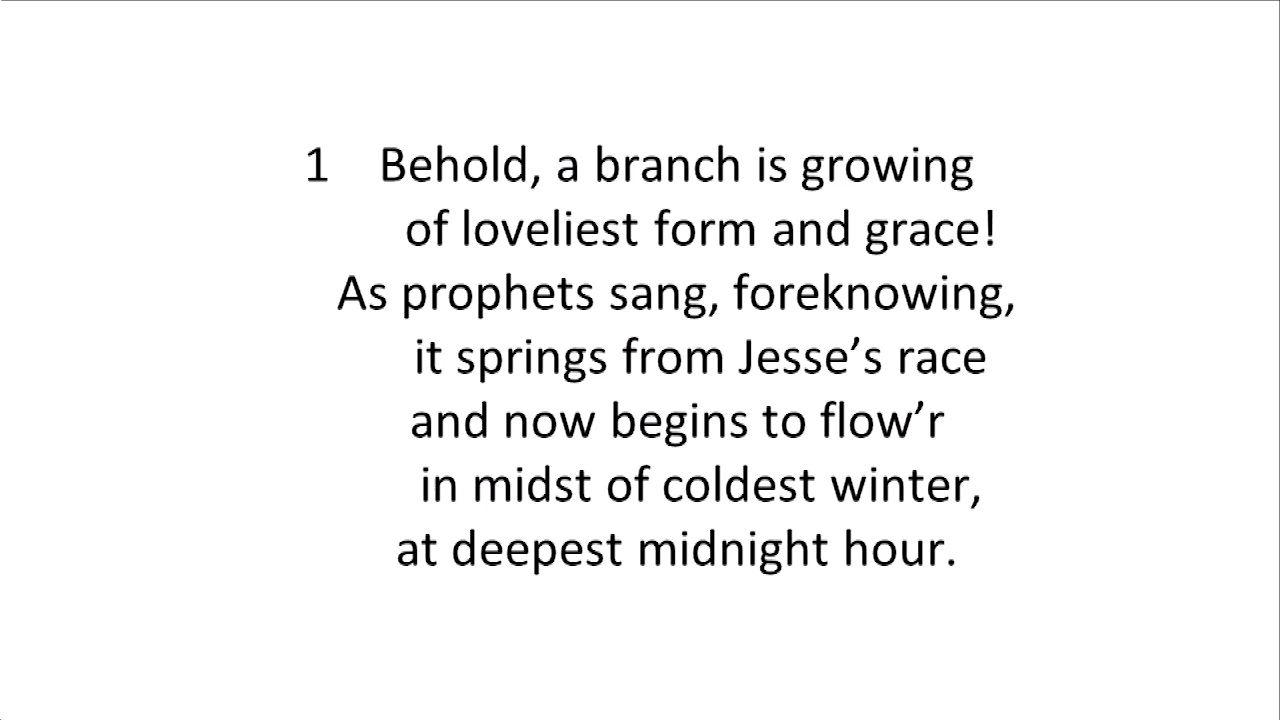 1 Behold, a branch is growing
of loveliest form and grace!
As prophets sang, foreknowing,
it springs from Jesse’s race
and now begins to flow’r
in midst of coldest winter,
at deepest midnight hour.